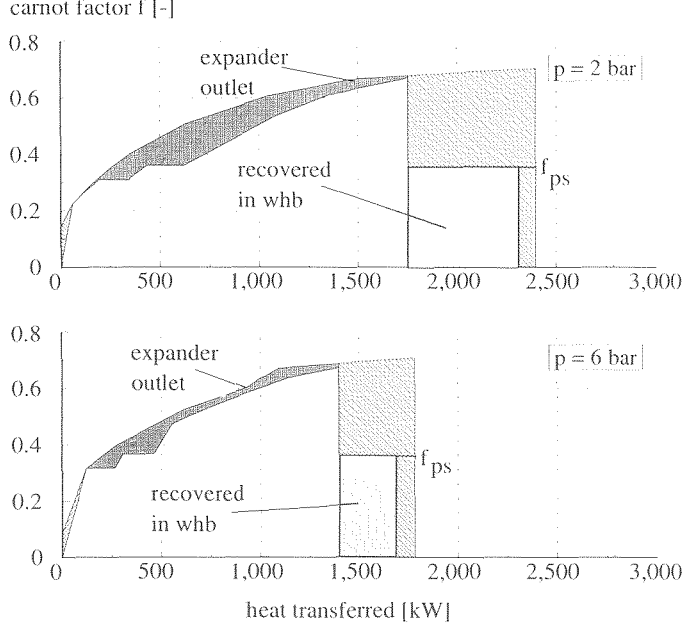 carnot factor f [-]
0.8
expander
outlet
p = 2 bar
0.6
0.4
recovered
in whb
f ps
0.2
0
0 500 1,000 1,500 2,000 2,500 3,000
0.8
expander
outlet
p = 6 bar
0.6
0.4
f ps
recovered
in whb
0.2
0
0 500 1,000 1,500 2,000 2,500 3,000
heat transferred [kW]